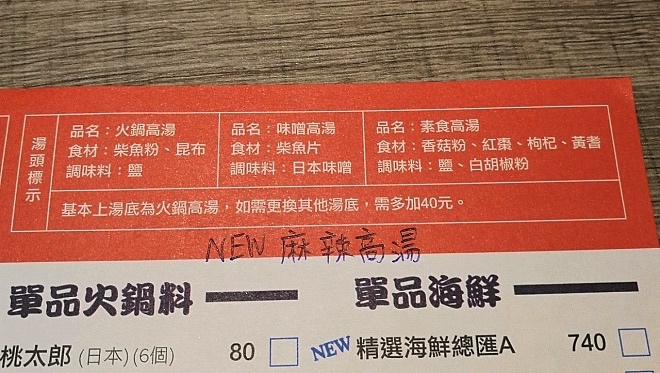 湯頭標示
品名：火鍋高湯
食材：柴魚粉、昆布
調味料：鹽
品名：味噌高湯
食材：柴魚片
調味料：日本味噌
品名：素食高湯
食材：香菇粉、紅棗、枸杞、黃耆
調味料：鹽、白胡椒粉
基本上湯底為火鍋高湯，如需更換其他湯底，需多加40元。
NEW 麻辣高湯
單品火鍋料
桃太郎 (日本) (6個) 80
單品海鮮
NEW 精選海鮮總匯A 740